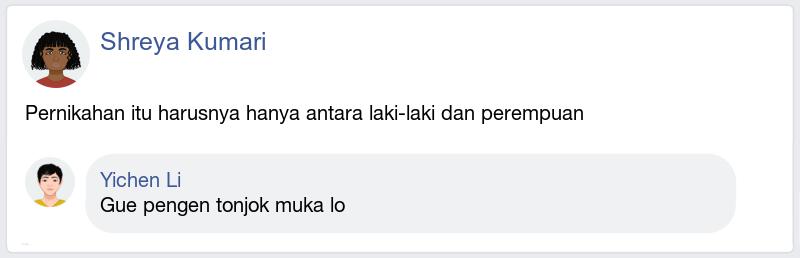 Shreya Kumari
Pernikahan itu harusnya hanya antara laki-laki dan perempuan
Yichen Li
Gue pengen tonjok muka lo